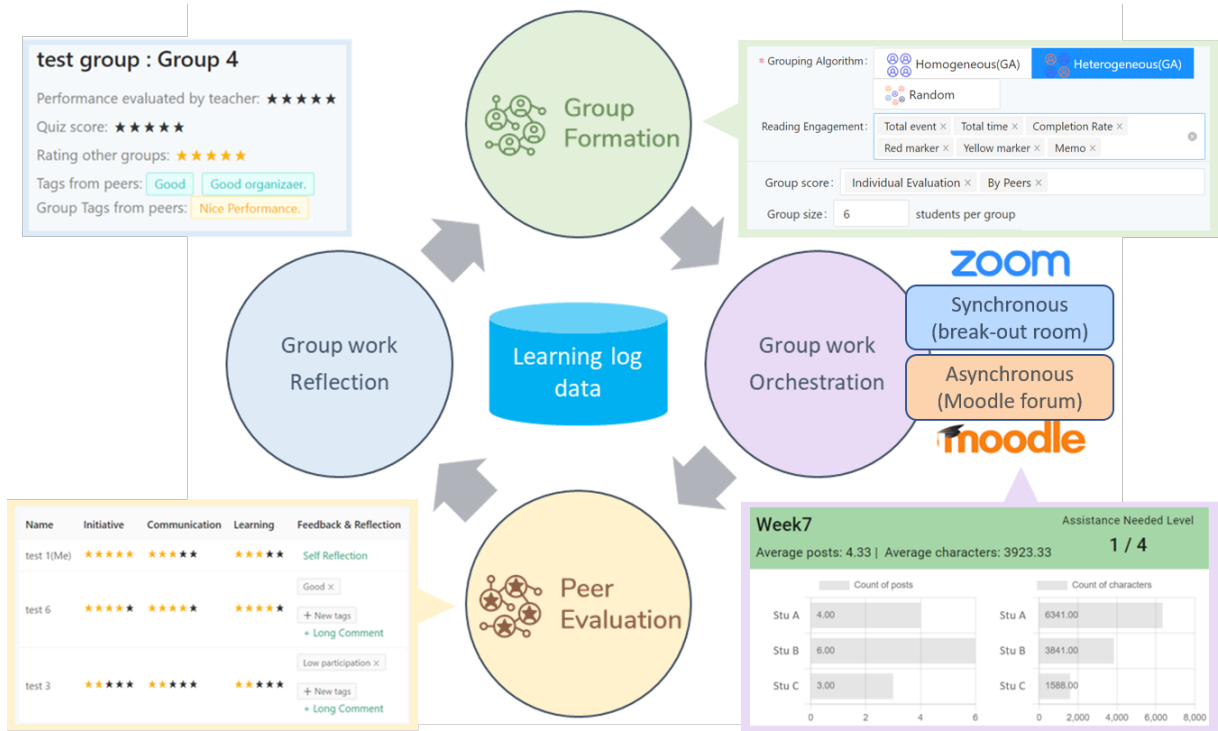 test group : Group 4
Performance evaluated by teacher: ★★★★★
Quiz score: ★★★★★
Rating other groups: ★★★★★
Tags from peers: Good Good organizaer.
Group Tags from peers: Nice Performance.
Group
Formation
* Grouping Algorithm: Homogeneous(GA) Heterogeneous(GA)
Random
Reading Engagement: Total event × Total time × Completion Rate ×
Red marker × Yellow marker × Memo ×
Group score: Individual Evaluation × By Peers ×
Group size: 6 students per group
Group work
Reflection
Learning log
data
Group work
Orchestration
zoom
Synchronous
(break-out room)
Asynchronous
(Moodle forum)
moodle
Name Initiative Communication Learning Feedback & Reflection
test 1(Me) ★★★★★ ★★★★★ ★★★★★ Self Reflection
Good ×
test 6 ★★★★★ ★★★★★ ★★★★★
+ New tags
+ Long Comment
Low participation ×
test 3 ★★★★★ ★★★★★ ★★★★★
+ New tags
+ Long Comment
Peer
Evaluation
Week7
Average posts: 4.33 | Average characters: 3923.33
Assistance Needed Level
1 / 4
Count of posts
Stu A 4.00
Stu B 6.00
Stu C 3.00
0 2 4 6
Count of characters
Stu A 6341.00
Stu B 3841.00
Stu C 1588.00
0 2,000 4,000 6,000 8,000